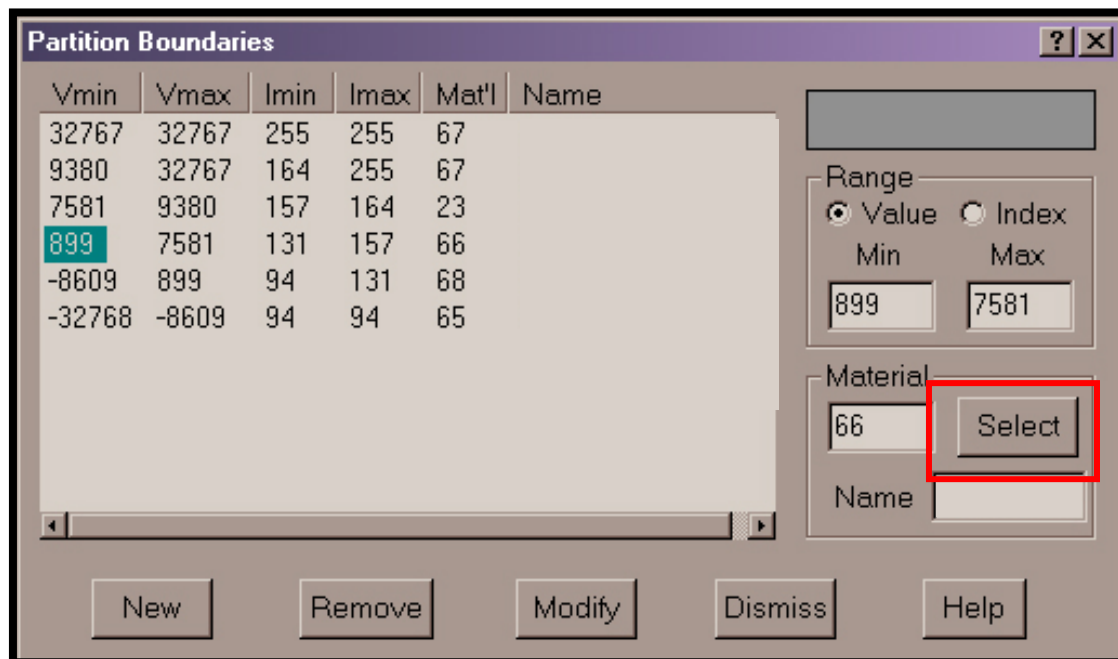 Partition Boundaries ? X
Vmin Vmax Imin Imax Mat'l Name
32767 32767 255 255 67
9380 32767 164 255 67
7581 9380 157 164 23
899 7581 131 157 66
-8609 899 94 131 68
-32768 -8609 94 94 65
Range
Value Index
Min Max
899 7581
Material
66 Select
Name
New Remove Modify Dismiss Help